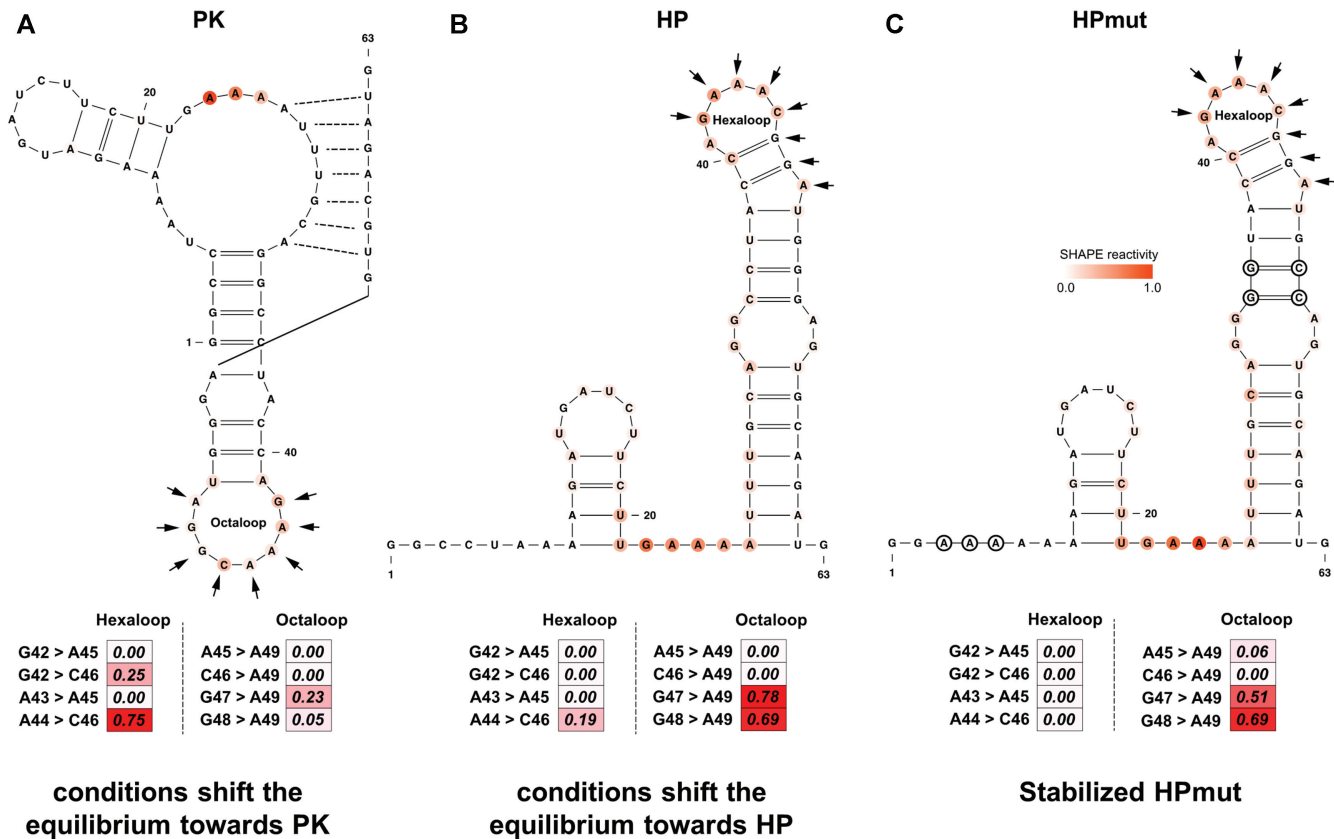 A
PK
63
G G C C U A A A A A G A U G A U C U U C U U G A A A A U U U G C A G G C C U A C C A G A A A C G G A U G G G A G U G C A G A U G
20
1
40
Octaloop
B
HP
Hexaloop
40
G G C C U A A A A A G A U G A U C U U C U U G A A A A U U U G C A G G C C U A C C A G A A A C G G A U G G G A G U G C A G A U G
20
1
63
C
HPmut
Hexaloop
40
SHAPE reactivity
0.0 1.0
G G A A A A A A A A G A U G A U C U U C U U G A A A A U U U G C A G G G G U A C C A G A A A C G G A U G C C A G U G C A G A U G
20
1
63
Hexaloop Octaloop
G42 > A45 0.00 A45 > A49 0.00
G42 > C46 0.25 C46 > A49 0.00
A43 > A45 0.00 G47 > A49 0.23
A44 > C46 0.75 G48 > A49 0.05
Hexaloop Octaloop
G42 > A45 0.00 A45 > A49 0.00
G42 > C46 0.00 C46 > A49 0.00
A43 > A45 0.00 G47 > A49 0.78
A44 > C46 0.19 G48 > A49 0.69
Hexaloop Octaloop
G42 > A45 0.00 A45 > A49 0.06
G42 > C46 0.00 C46 > A49 0.00
A43 > A45 0.00 G47 > A49 0.51
A44 > C46 0.00 G48 > A49 0.69
conditions shift the
equilibrium towards PK
conditions shift the
equilibrium towards HP
Stabilized HPmut